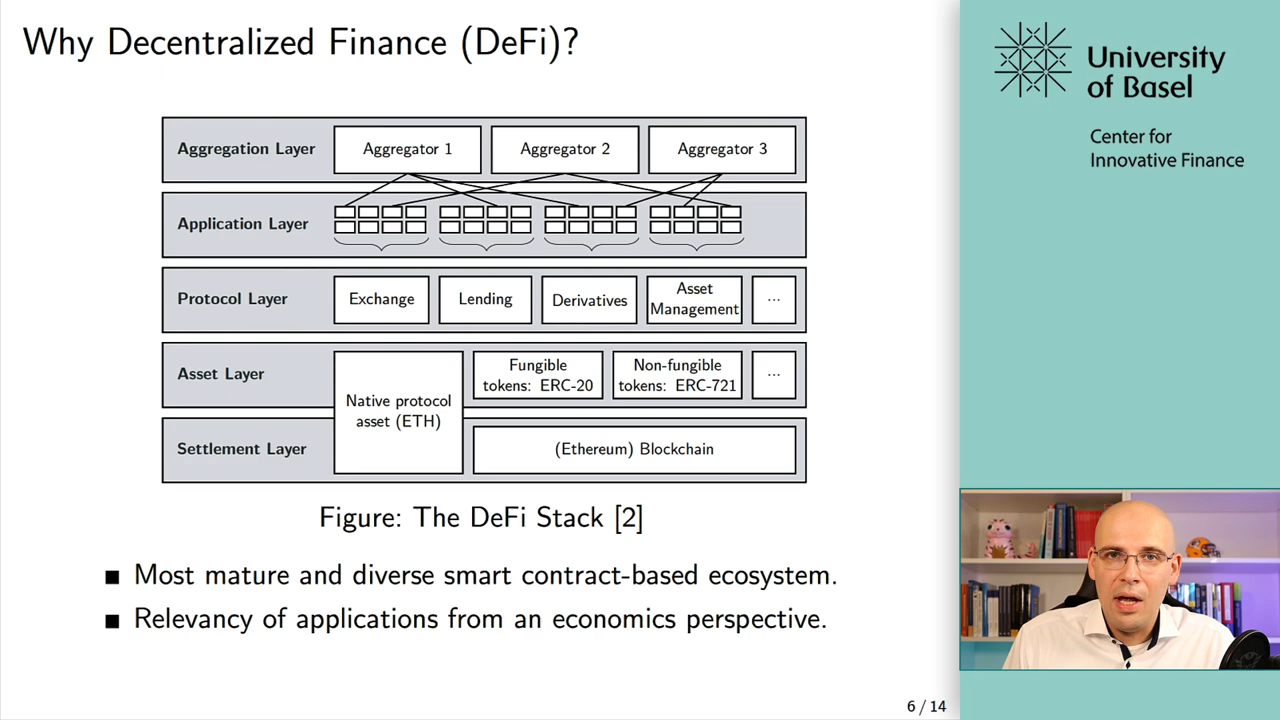 Why Decentralized Finance (DeFi)?
Aggregation Layer
Aggregator 1
Aggregator 2
Aggregator 3
Application Layer
Protocol Layer
Exchange
Lending
Derivatives
Asset
Management
...
Asset Layer
Native protocol
asset (ETH)
Fungible
tokens: ERC-20
Non-fungible
tokens: ERC-721
...
Settlement Layer
(Ethereum) Blockchain
Figure: The DeFi Stack [2]
Most mature and diverse smart contract-based ecosystem.
Relevancy of applications from an economics perspective.
6 / 14
University
of Basel
Center for
Innovative Finance